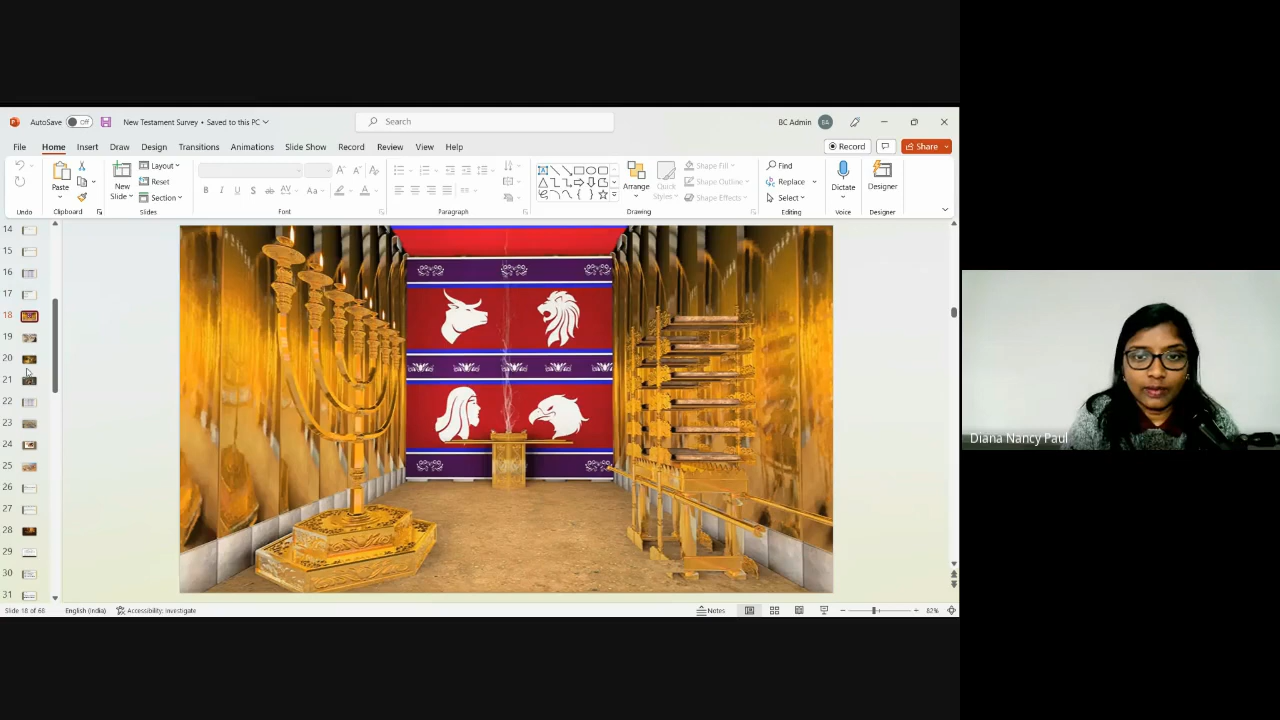 AutoSave Off New Testament Survey • Saved to this PC Search BC Admin BA
File Home Insert Draw Design Transitions Animations Slide Show Record Review View Help Record Share
Paste New Slide Layout Reset Section Arrange Quick Styles Shape Fill Shape Outline Shape Effects Find Replace Select Dictate Designer
B I U S ab AV Aa A
Undo Clipboard Slides Font Paragraph Drawing Editing Voice Designer
14
15
16
17
18
19
20
21
22
23
24
25
26
27
28
29
30
31
Diana Nancy Paul
Slide 18 of 68 English (India) Accessibility: Investigate Notes 82%